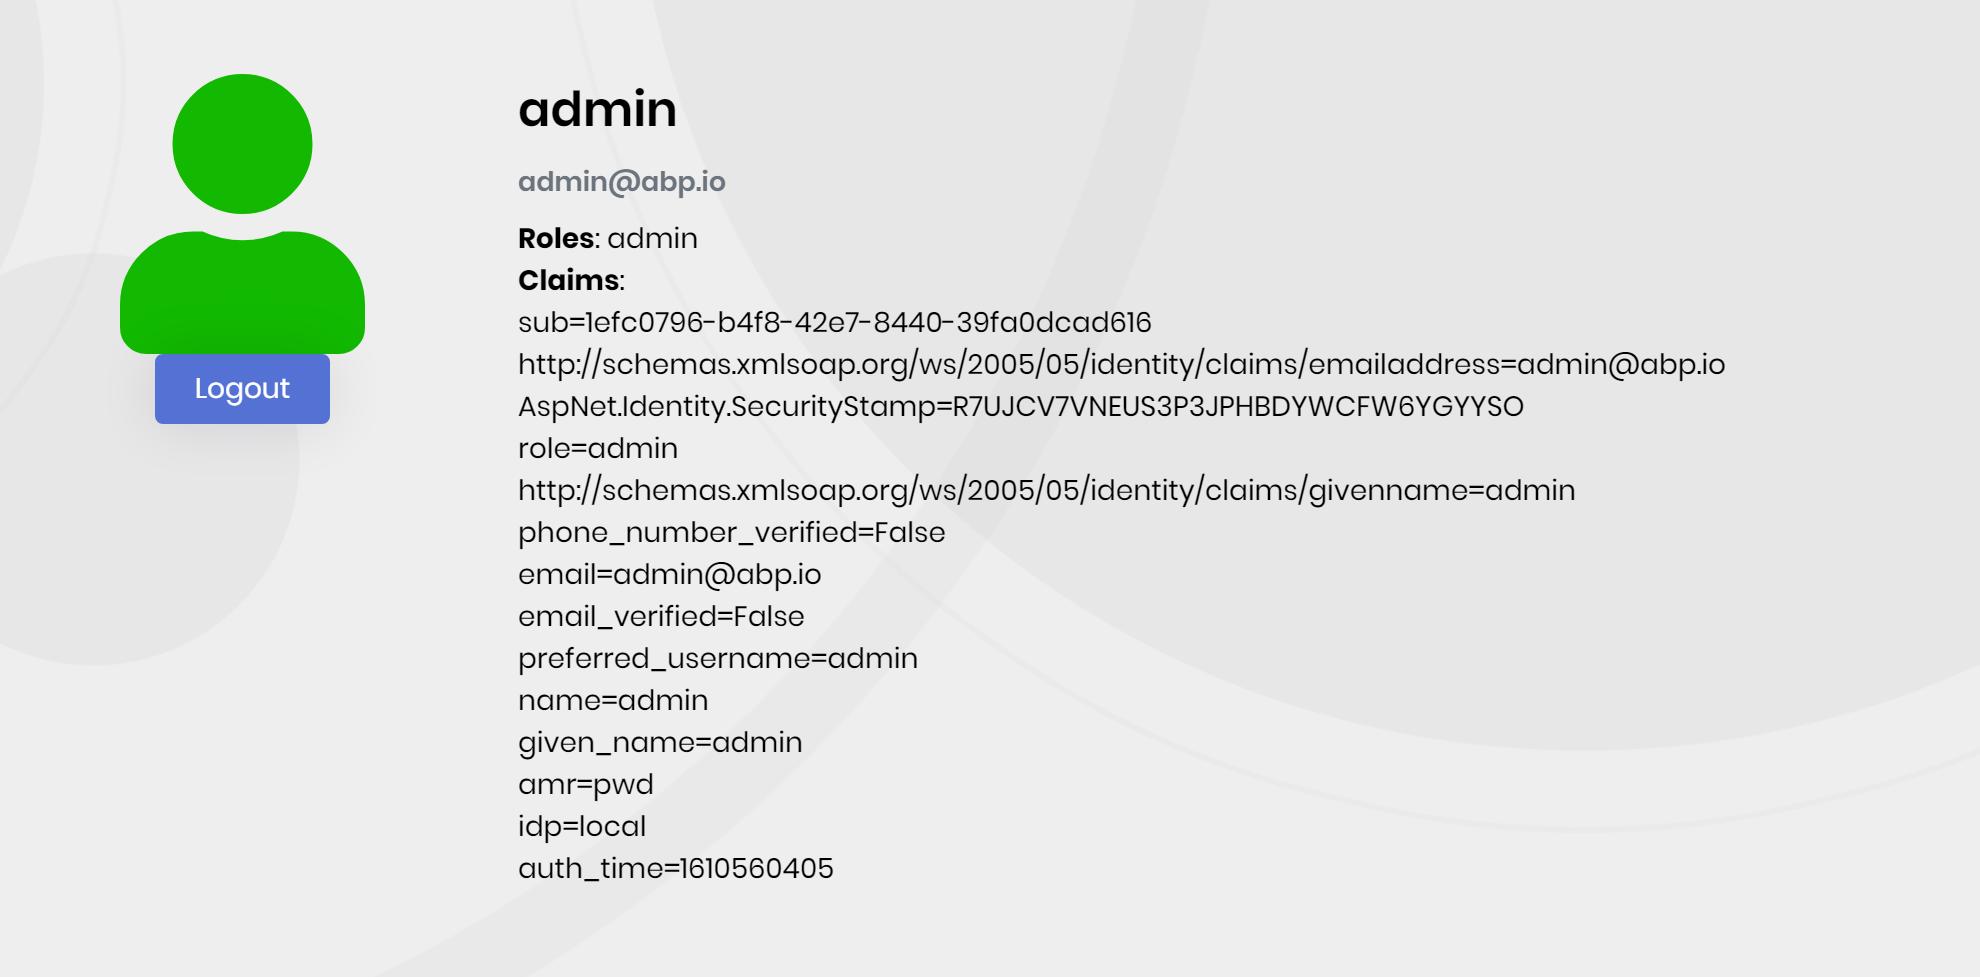 admin
admin@abp.io
Roles: admin
Claims:
sub=1efc0796-b4f8-42e7-8440-39fa0dcad616
http://schemas.xmlsoap.org/ws/2005/05/identity/claims/emailaddress=admin@abp.io
AspNet.Identity.SecurityStamp=R7UJCV7VNEUS3P3JPHBDYWCFW6YGYYSO
role=admin
http://schemas.xmlsoap.org/ws/2005/05/identity/claims/givenname=admin
phone_number_verified=False
email=admin@abp.io
email_verified=False
preferred_username=admin
name=admin
given_name=admin
amr=pwd
idp=local
auth_time=1610560405
Logout